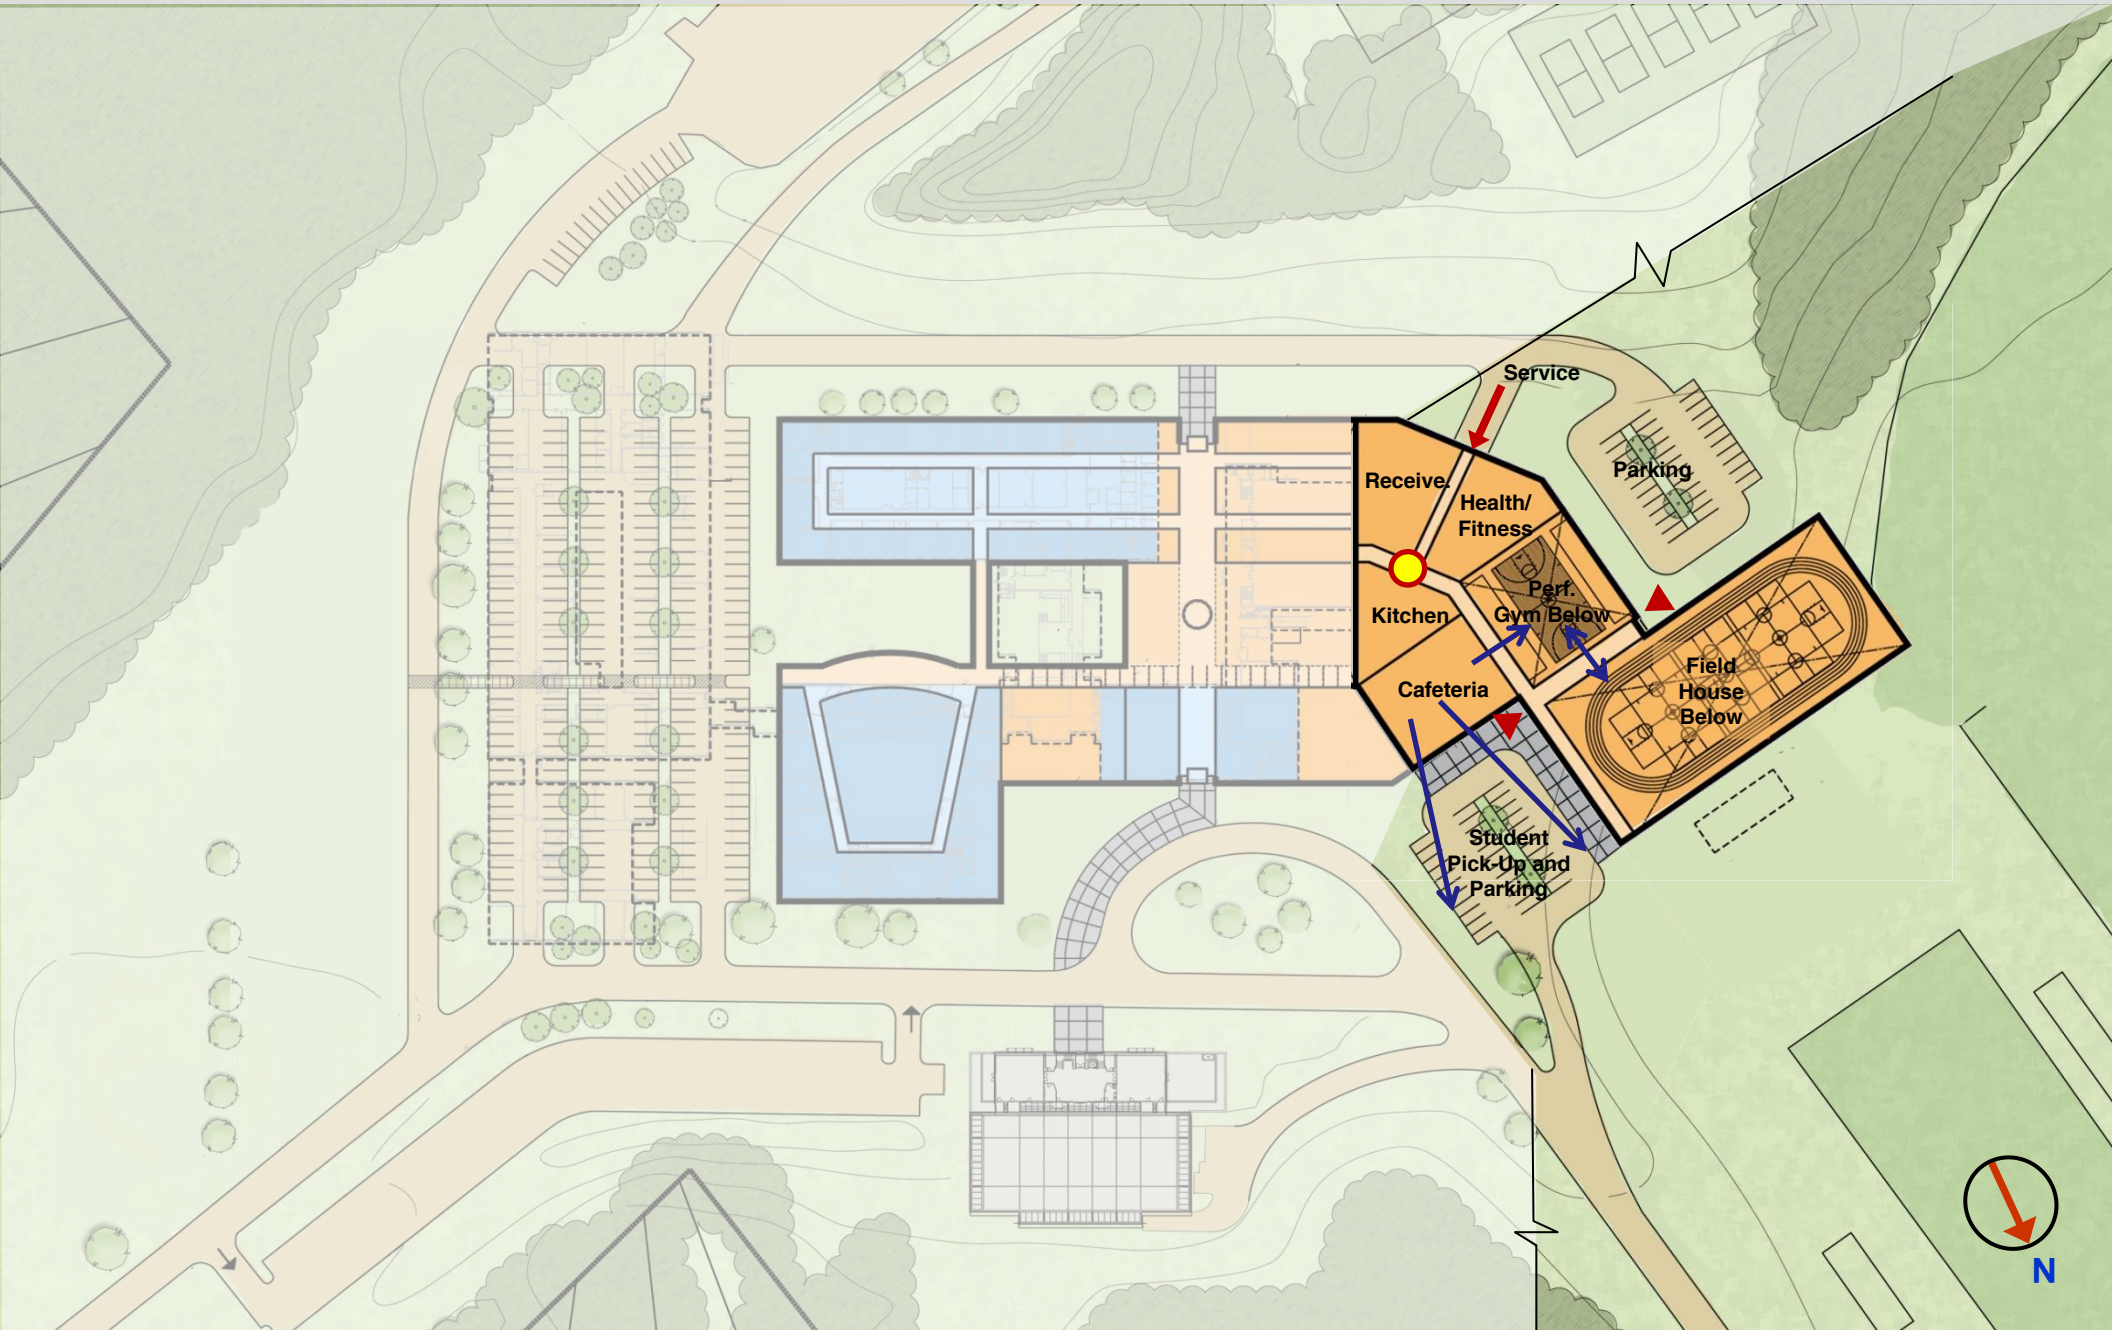 Service
Parking
Receive.
Health/
Fitness
Perf.
Gym Below
Kitchen
Field
House
Below
Cafeteria
Student
Pick-Up and
Parking
N